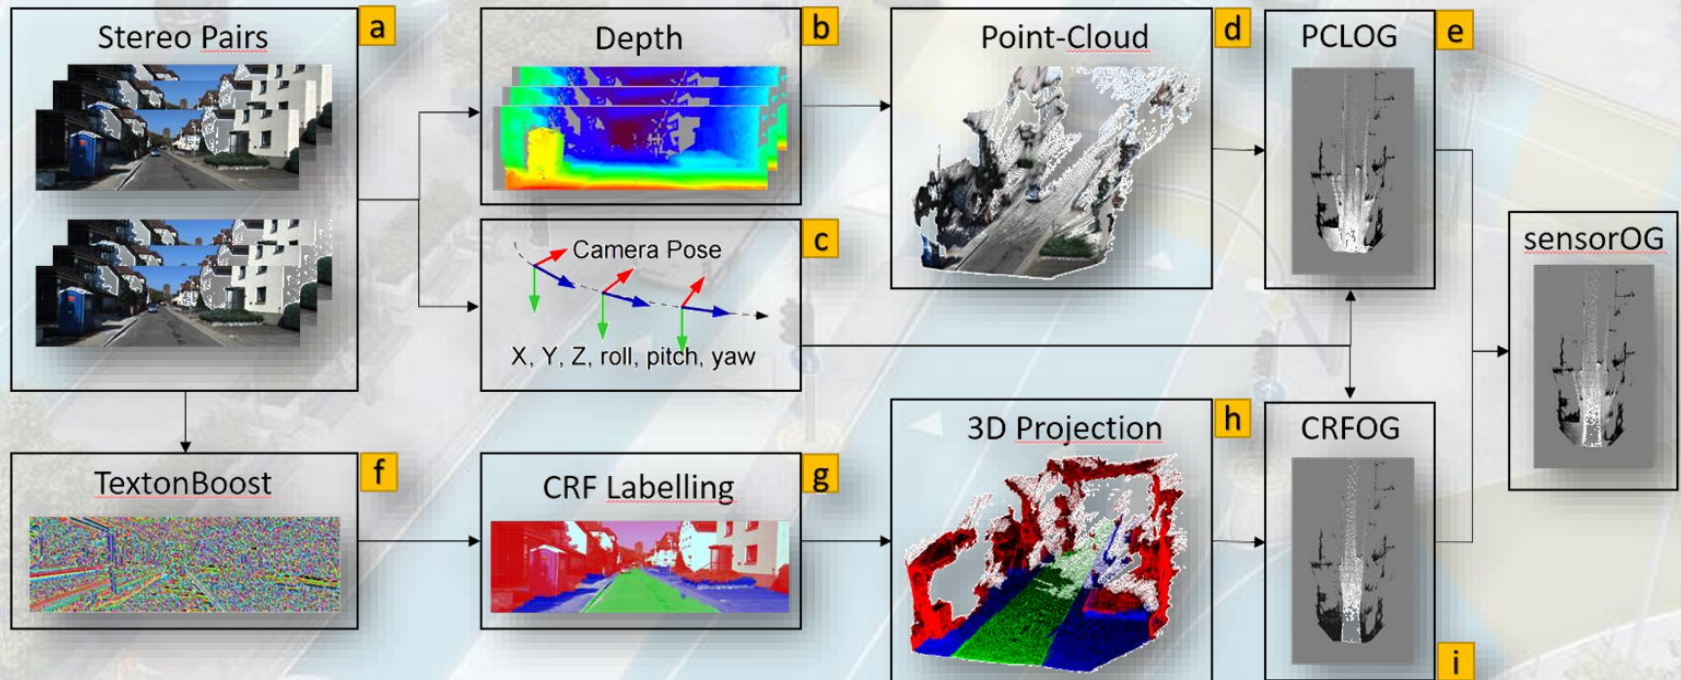 Stereo Pairs
a
Depth
b
Point-Cloud
d
PCLOG
e
Camera Pose
X, Y, Z, roll, pitch, yaw
c
sensorOG
TextonBoost
f
CRF Labelling
g
3D Projection
h
CRFOG
i